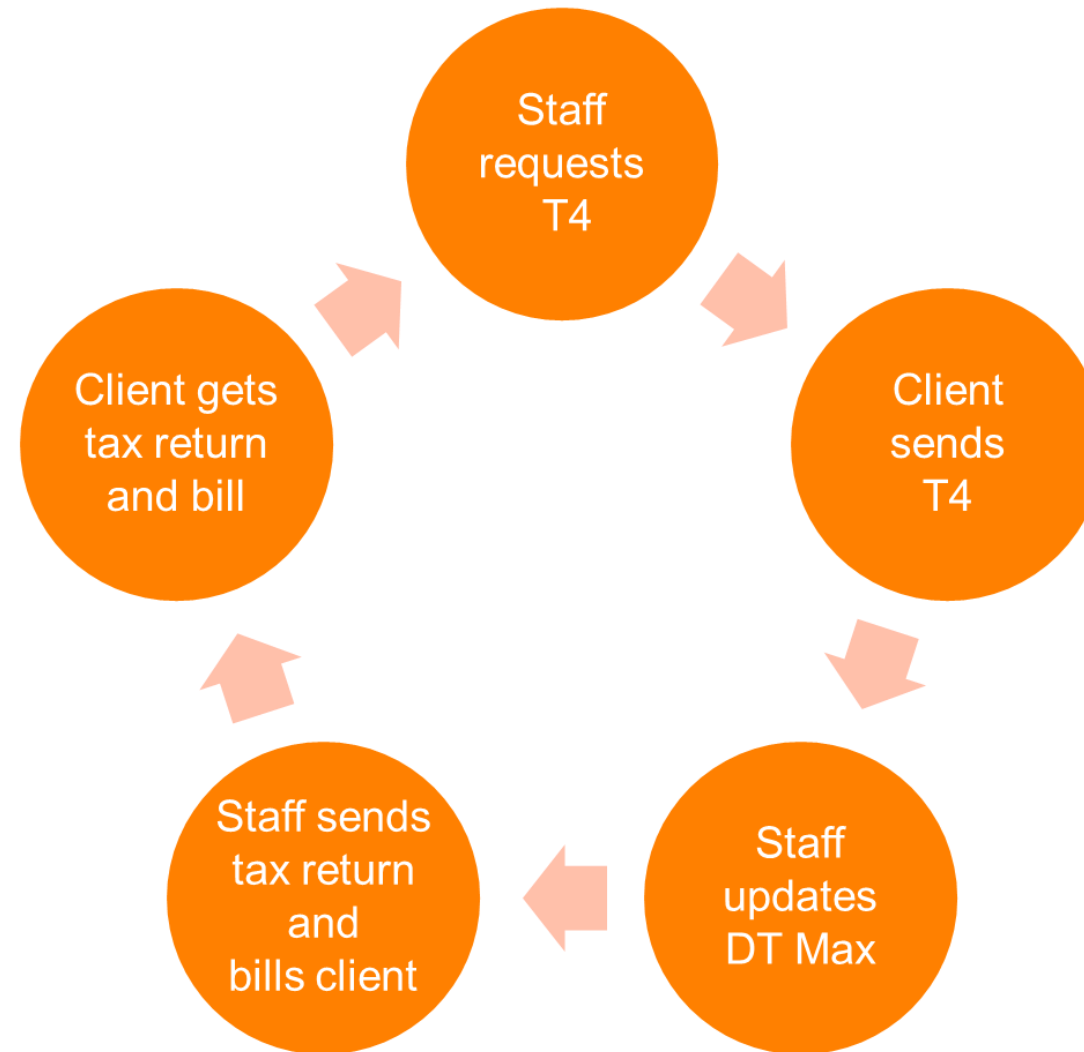 Staff
requests
T4
Client
sends
T4
Staff
updates
DT Max
Staff sends
tax return
and
bills client
Client gets
tax return
and bill